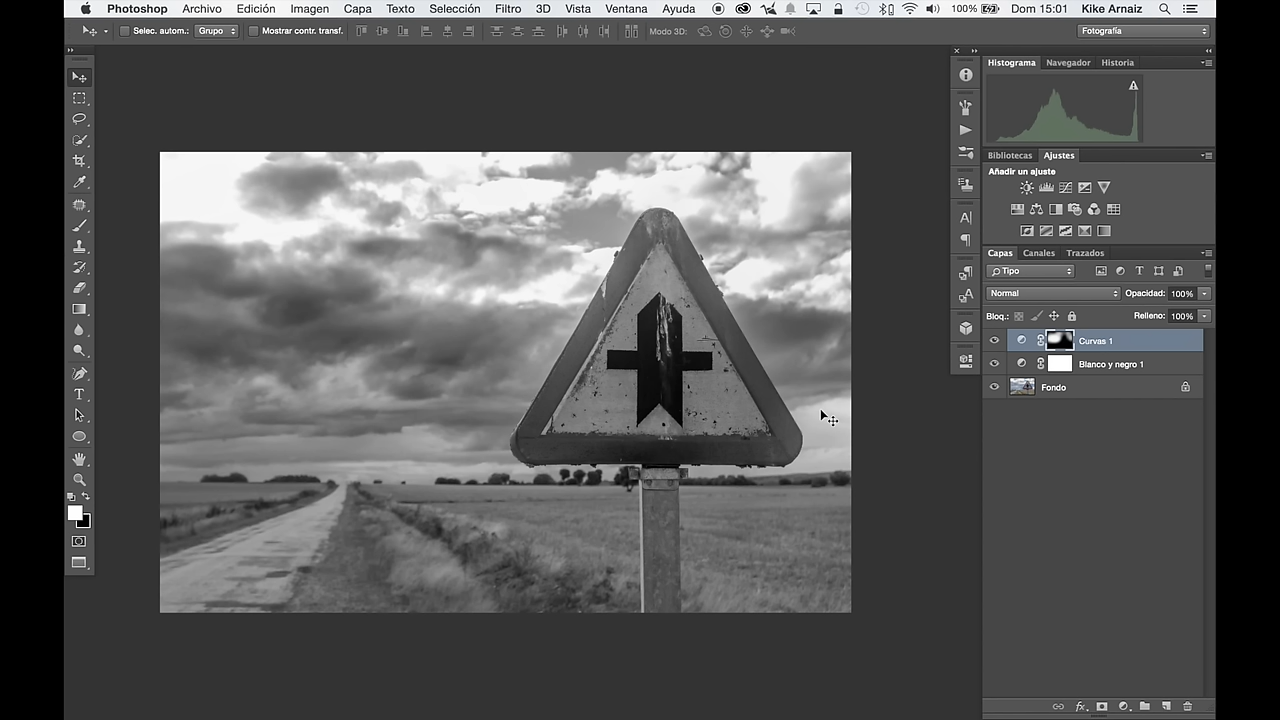 Photoshop Archivo Edición Imagen Capa Texto Selección Filtro 3D Vista Ventana Ayuda 100% Dom 15:01 Kike Arnaiz
Selec. autom.: Grupo Mostrar contr. transf. Modo 3D: Fotografía
Histograma Navegador Historia
Bibliotecas Ajustes
Añadir un ajuste
Capas Canales Trazados
Tipo
Normal Opacidad: 100%
Bloq.: Relleno: 100%
Curvas 1
Blanco y negro 1
Fondo